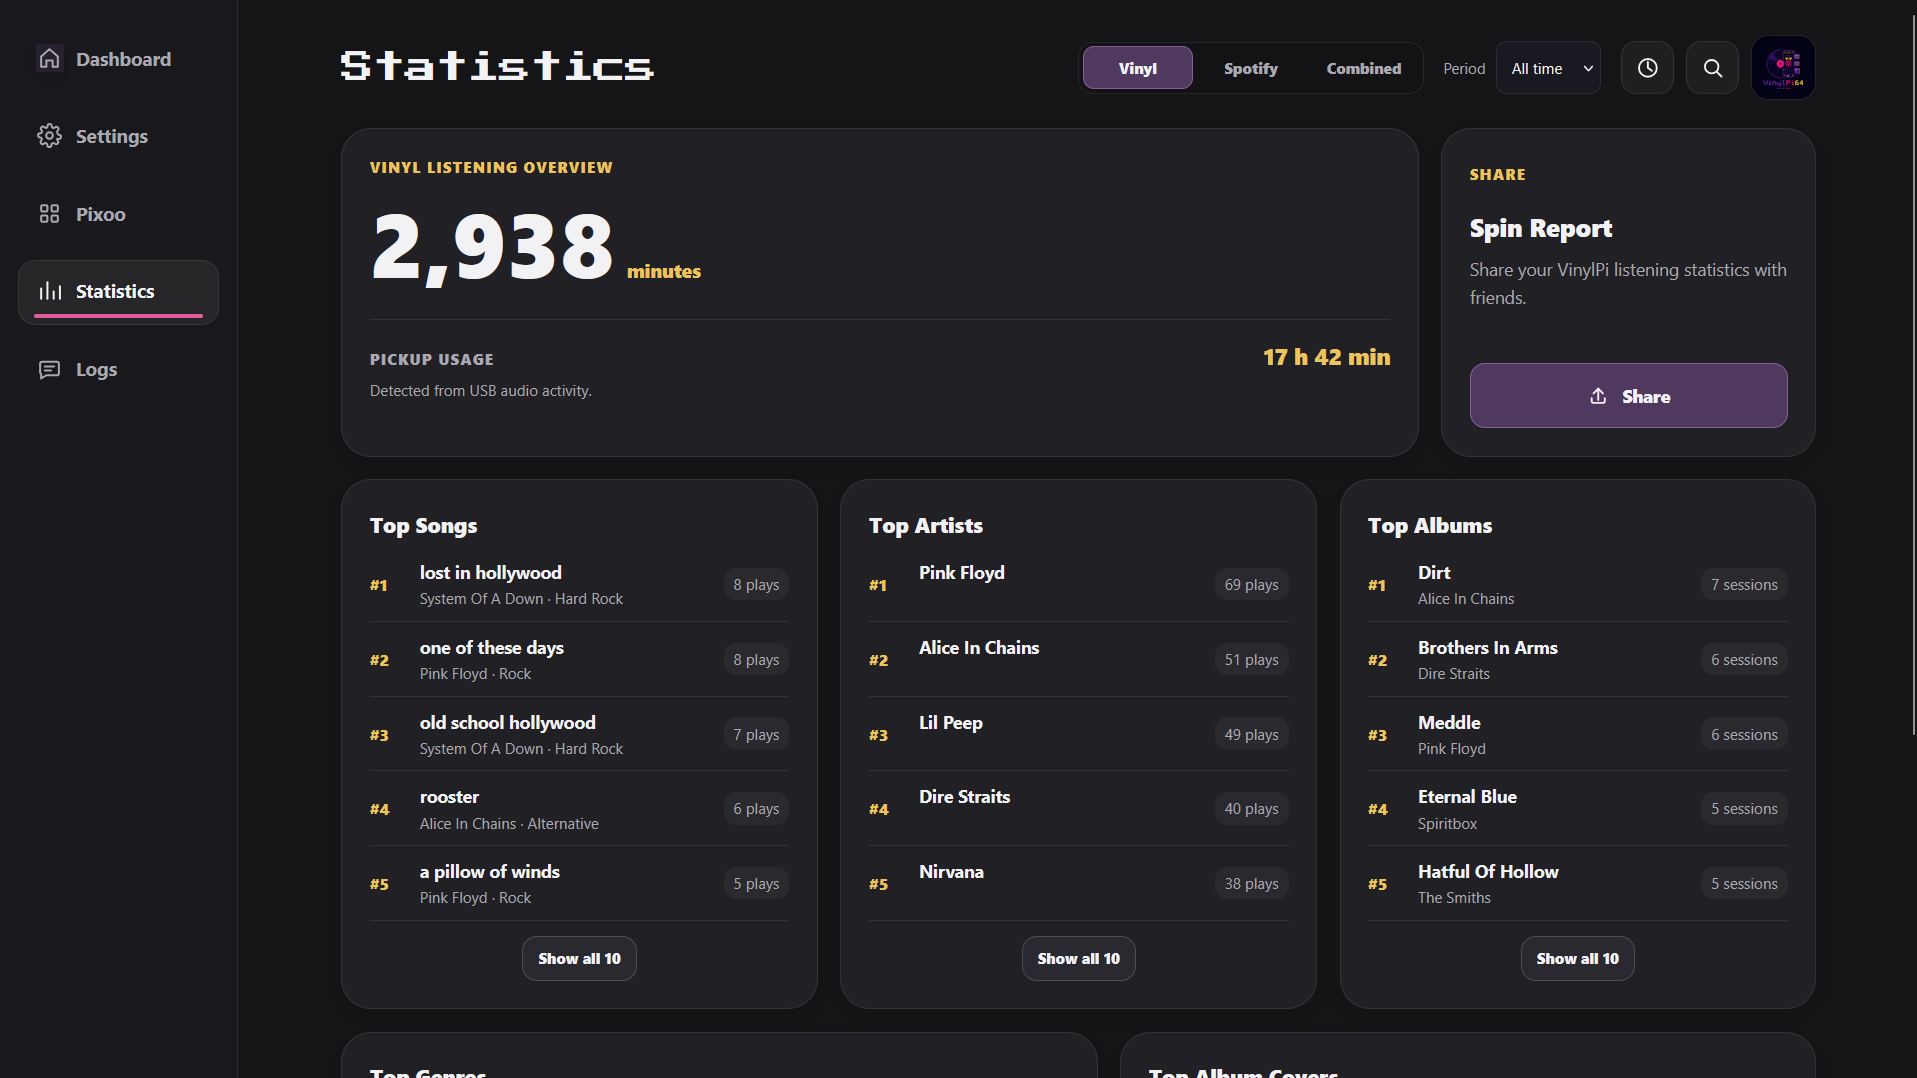 Dashboard
Settings
Pixoo
Statistics
Logs
Statistics
Vinyl
Spotify
Combined
Period
All time
VinylPi64
VINYL LISTENING OVERVIEW
2,938 minutes
PICKUP USAGE
17 h 42 min
Detected from USB audio activity.
SHARE
Spin Report
Share your VinylPi listening statistics with
friends.
Share
Top Songs
#1
lost in hollywood
System Of A Down · Hard Rock
8 plays
#2
one of these days
Pink Floyd · Rock
8 plays
#3
old school hollywood
System Of A Down · Hard Rock
7 plays
#4
rooster
Alice In Chains · Alternative
6 plays
#5
a pillow of winds
Pink Floyd · Rock
5 plays
Show all 10
Top Artists
#1
Pink Floyd
69 plays
#2
Alice In Chains
51 plays
#3
Lil Peep
49 plays
#4
Dire Straits
40 plays
#5
Nirvana
38 plays
Show all 10
Top Albums
#1
Dirt
Alice In Chains
7 sessions
#2
Brothers In Arms
Dire Straits
6 sessions
#3
Meddle
Pink Floyd
6 sessions
#4
Eternal Blue
Spiritbox
5 sessions
#5
Hatful Of Hollow
The Smiths
5 sessions
Show all 10
Top Genres
Top Album Covers